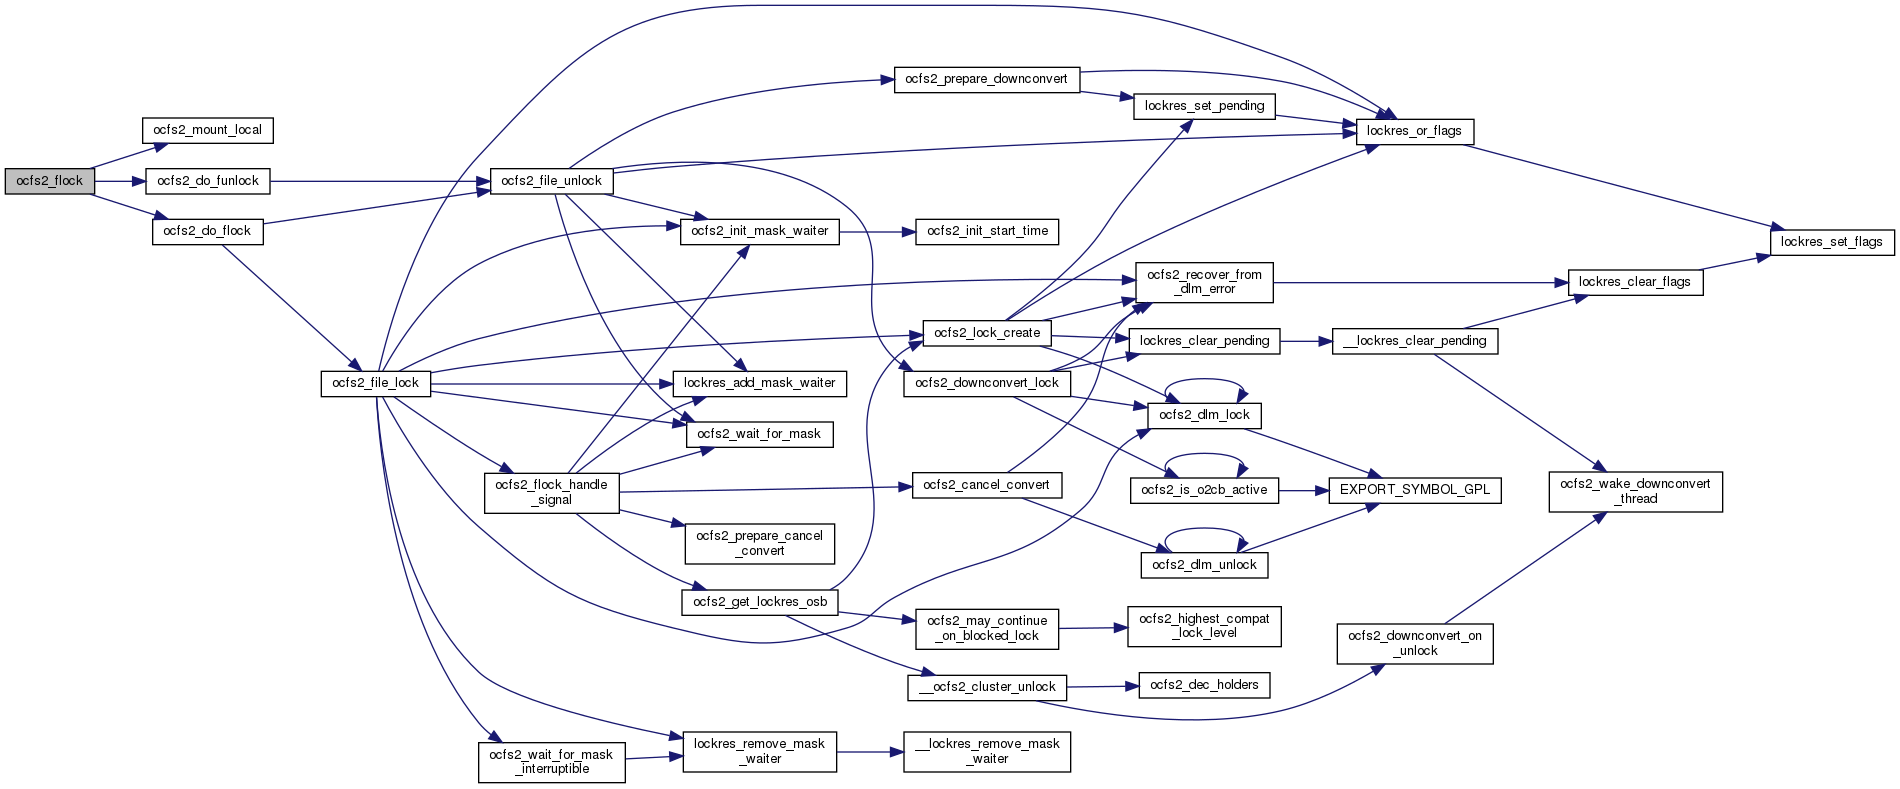 ocfs2_flock
ocfs2_mount_local
ocfs2_do_funlock
ocfs2_do_flock
ocfs2_file_lock
ocfs2_file_unlock
ocfs2_flock_handle
_signal
ocfs2_wait_for_mask
_interruptible
ocfs2_init_mask_waiter
lockres_add_mask_waiter
ocfs2_wait_for_mask
ocfs2_prepare_cancel
_convert
ocfs2_get_lockres_osb
lockres_remove_mask
_waiter
ocfs2_prepare_downconvert
ocfs2_init_start_time
ocfs2_lock_create
ocfs2_downconvert_lock
ocfs2_cancel_convert
ocfs2_may_continue
_on_blocked_lock
__ocfs2_cluster_unlock
__lockres_remove_mask
_waiter
lockres_set_pending
ocfs2_recover_from
_dlm_error
lockres_clear_pending
ocfs2_dlm_lock
ocfs2_is_o2cb_active
ocfs2_dlm_unlock
ocfs2_highest_compat
_lock_level
ocfs2_dec_holders
lockres_or_flags
__lockres_clear_pending
EXPORT_SYMBOL_GPL
ocfs2_downconvert_on
_unlock
lockres_clear_flags
ocfs2_wake_downconvert
_thread
lockres_set_flags